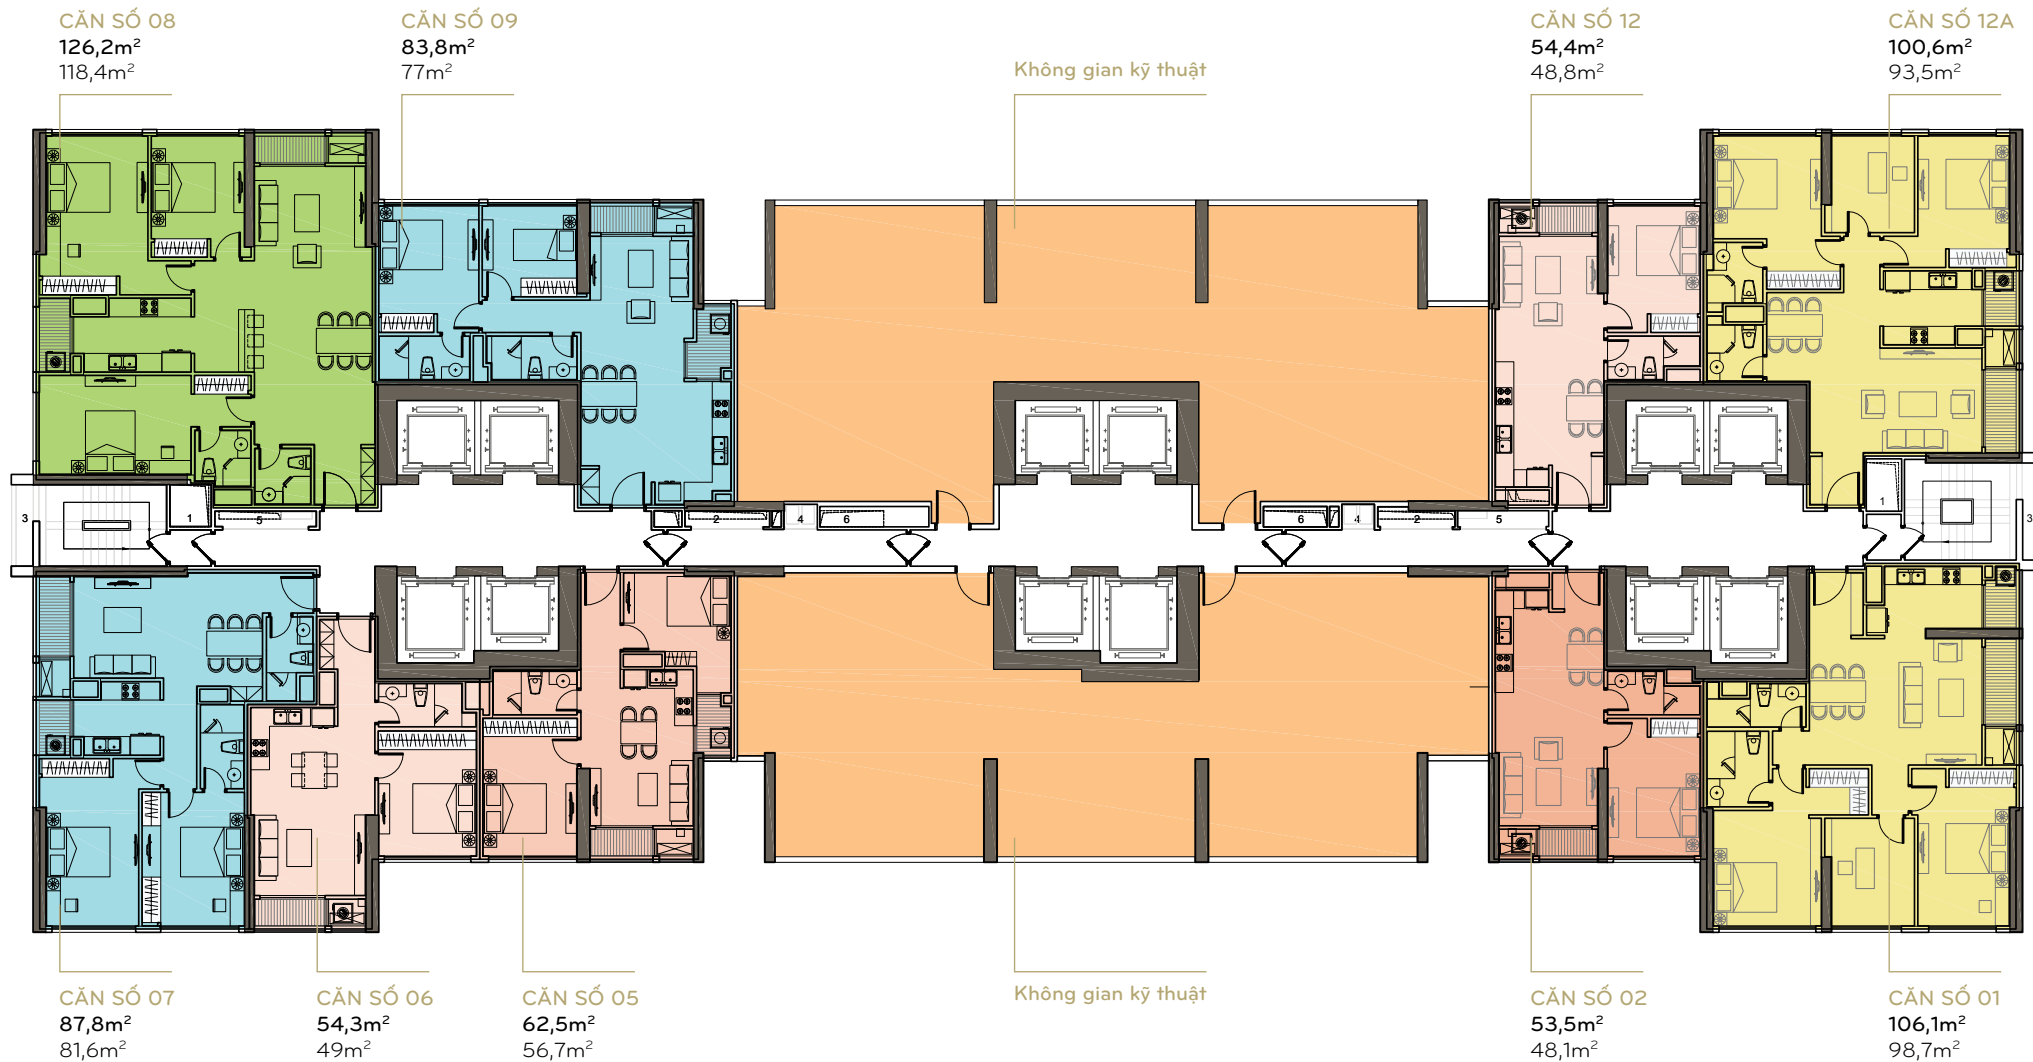 CĂN SỐ 08
126,2m²
118,4m²
CĂN SỐ 09
83,8m²
77m²
Không gian kỹ thuật
CĂN SỐ 12
54,4m²
48,8m²
CĂN SỐ 12A
100,6m²
93,5m²
3
1
5
2
4
6
6
4
2
5
1
3
CĂN SỐ 07
87,8m²
81,6m²
CĂN SỐ 06
54,3m²
49m²
CĂN SỐ 05
62,5m²
56,7m²
Không gian kỹ thuật
CĂN SỐ 02
53,5m²
48,1m²
CĂN SỐ 01
106,1m²
98,7m²